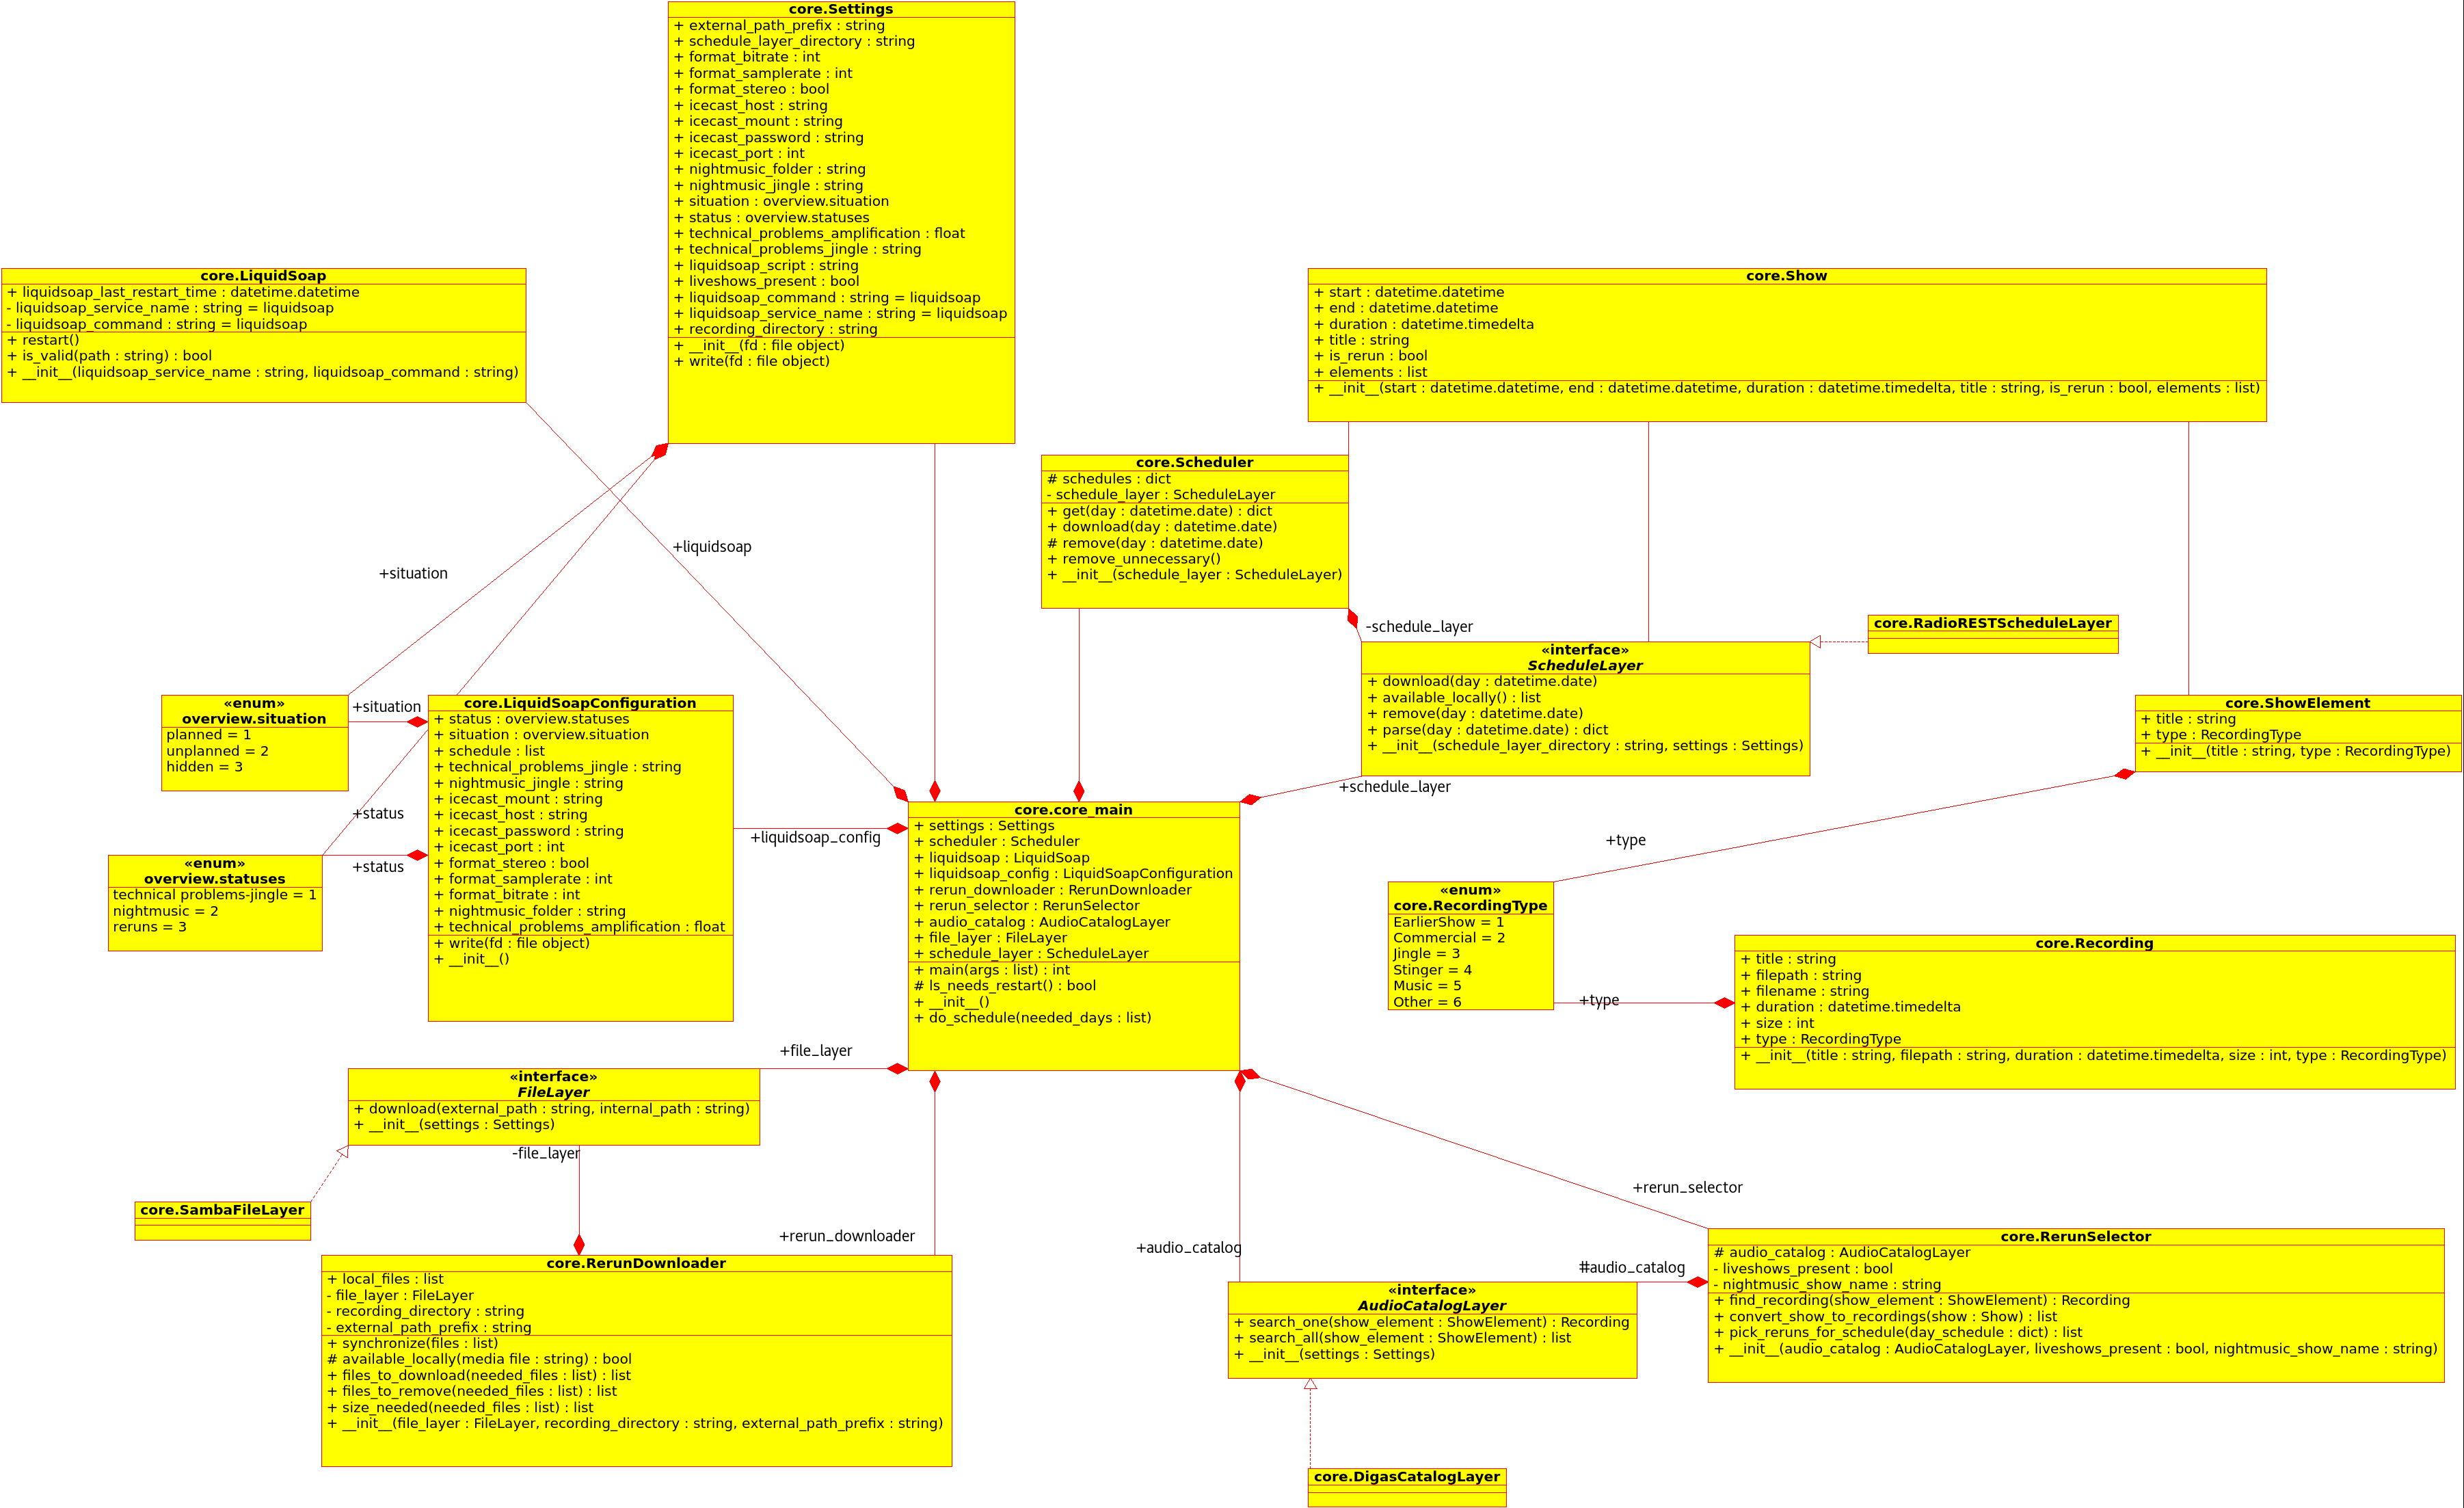 core.Settings
+ external_path_prefix : string
+ schedule_layer_directory : string
+ format_bitrate : int
+ format_samplerate : int
+ format_stereo : bool
+ icecast_host : string
+ icecast_mount : string
+ icecast_password : string
+ icecast_port : int
+ nightmusic_folder : string
+ nightmusic_jingle : string
+ situation : overview.situation
+ status : overview.statuses
+ technical_problems_amplification : float
+ technical_problems_jingle : string
+ liquidsoap_script : string
+ liveshows_present : bool
+ liquidsoap_command : string = liquidsoap
+ liquidsoap_service_name : string = liquidsoap
+ recording_directory : string
+ __init__(fd : file object)
+ write(fd : file object)
core.LiquidSoap
+ liquidsoap_last_restart_time : datetime.datetime
- liquidsoap_service_name : string = liquidsoap
- liquidsoap_command : string = liquidsoap
+ restart()
+ is_valid(path : string) : bool
+ __init__(liquidsoap_service_name : string, liquidsoap_command : string)
core.Show
+ start : datetime.datetime
+ end : datetime.datetime
+ duration : datetime.timedelta
+ title : string
+ is_rerun : bool
+ elements : list
+ __init__(start : datetime.datetime, end : datetime.datetime, duration : datetime.timedelta, title : string, is_rerun : bool, elements : list)
core.Scheduler
# schedules : dict
- schedule_layer : ScheduleLayer
+ get(day : datetime.date) : dict
+ download(day : datetime.date)
# remove(day : datetime.date)
+ remove_unnecessary()
+ __init__(schedule_layer : ScheduleLayer)
+liquidsoap
+situation
-schedule_layer
core.RadioRESTScheduleLayer
«interface»
ScheduleLayer
+ download(day : datetime.date)
+ available_locally() : list
+ remove(day : datetime.date)
+ parse(day : datetime.date) : dict
+ __init__(schedule_layer_directory : string, settings : Settings)
+schedule_layer
core.ShowElement
+ title : string
+ type : RecordingType
+ __init__(title : string, type : RecordingType)
«enum»
overview.situation
planned = 1
unplanned = 2
hidden = 3
+situation
+status
+status
«enum»
overview.statuses
technical problems-jingle = 1
nightmusic = 2
reruns = 3
core.LiquidSoapConfiguration
+ status : overview.statuses
+ situation : overview.situation
+ schedule : list
+ technical_problems_jingle : string
+ nightmusic_jingle : string
+ icecast_mount : string
+ icecast_host : string
+ icecast_password : string
+ icecast_port : int
+ format_stereo : bool
+ format_samplerate : int
+ format_bitrate : int
+ nightmusic_folder : string
+ technical_problems_amplification : float
+ write(fd : file object)
+ __init__()
+liquidsoap_config
core.core_main
+ settings : Settings
+ scheduler : Scheduler
+ liquidsoap : LiquidSoap
+ liquidsoap_config : LiquidSoapConfiguration
+ rerun_downloader : RerunDownloader
+ rerun_selector : RerunSelector
+ audio_catalog : AudioCatalogLayer
+ file_layer : FileLayer
+ schedule_layer : ScheduleLayer
+ main(args : list) : int
# ls_needs_restart() : bool
+ __init__()
+ do_schedule(needed_days : list)
+type
«enum»
core.RecordingType
EarlierShow = 1
Commercial = 2
Jingle = 3
Stinger = 4
Music = 5
Other = 6
+type
core.Recording
+ title : string
+ filepath : string
+ filename : string
+ duration : datetime.timedelta
+ size : int
+ type : RecordingType
+ __init__(title : string, filepath : string, duration : datetime.timedelta, size : int, type : RecordingType)
+file_layer
«interface»
FileLayer
+ download(external_path : string, internal_path : string)
+ __init__(settings : Settings)
-file_layer
core.SambaFileLayer
+rerun_downloader
core.RerunDownloader
+ local_files : list
- file_layer : FileLayer
- recording_directory : string
- external_path_prefix : string
+ synchronize(files : list)
# available_locally(media file : string) : bool
+ files_to_download(needed_files : list) : list
+ files_to_remove(needed_files : list) : list
+ size_needed(needed_files : list) : list
+ __init__(file_layer : FileLayer, recording_directory : string, external_path_prefix : string)
+rerun_selector
+audio_catalog
#audio_catalog
«interface»
AudioCatalogLayer
+ search_one(show_element : ShowElement) : Recording
+ search_all(show_element : ShowElement) : list
+ __init__(settings : Settings)
core.RerunSelector
# audio_catalog : AudioCatalogLayer
- liveshows_present : bool
- nightmusic_show_name : string
+ find_recording(show_element : ShowElement) : Recording
+ convert_show_to_recordings(show : Show) : list
+ pick_reruns_for_schedule(day_schedule : dict) : list
+ __init__(audio_catalog : AudioCatalogLayer, liveshows_present : bool, nightmusic_show_name : string)
core.DigasCatalogLayer